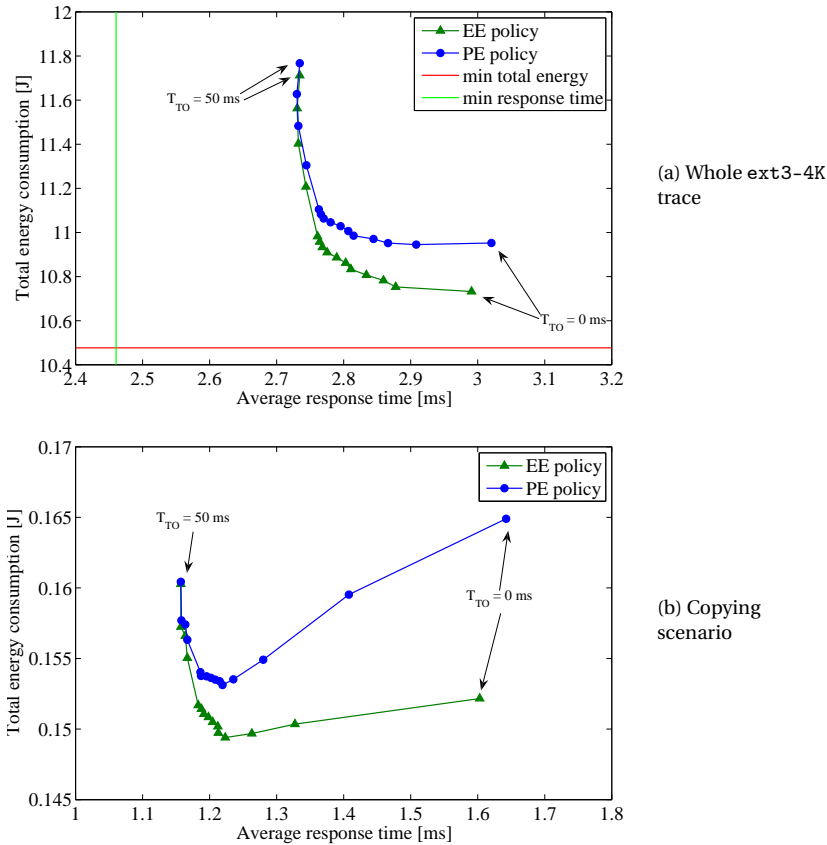 12
11.8
11.6
11.4
11.2
11
10.8
10.6
10.4
Total energy consumption [J]
EE policy
PE policy
min total energy
min response time
T_TO = 50 ms
T_TO = 0 ms
2.4 2.5 2.6 2.7 2.8 2.9 3 3.1 3.2
Average response time [ms]
(a) Whole ext3-4K
trace
0.17
0.165
0.16
0.155
0.15
0.145
Total energy consumption [J]
EE policy
PE policy
T_TO = 50 ms
T_TO = 0 ms
1 1.1 1.2 1.3 1.4 1.5 1.6 1.7 1.8
Average response time [ms]
(b) Copying
scenario